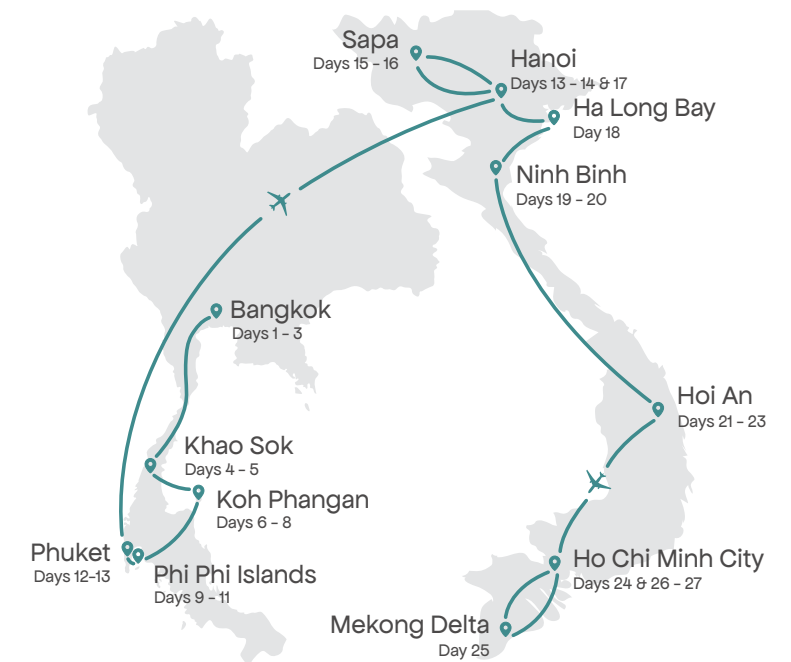 Sapa
Days 15 - 16
Hanoi
Days 13 - 14 & 17
Ha Long Bay
Day 18
Ninh Binh
Days 19 - 20
Bangkok
Days 1 - 3
Hoi An
Days 21 - 23
Khao Sok
Days 4 - 5
Koh Phangan
Days 6 - 8
Phuket
Days 12-13
Phi Phi Islands
Days 9 - 11
Ho Chi Minh City
Days 24 & 26 - 27
Mekong Delta
Day 25